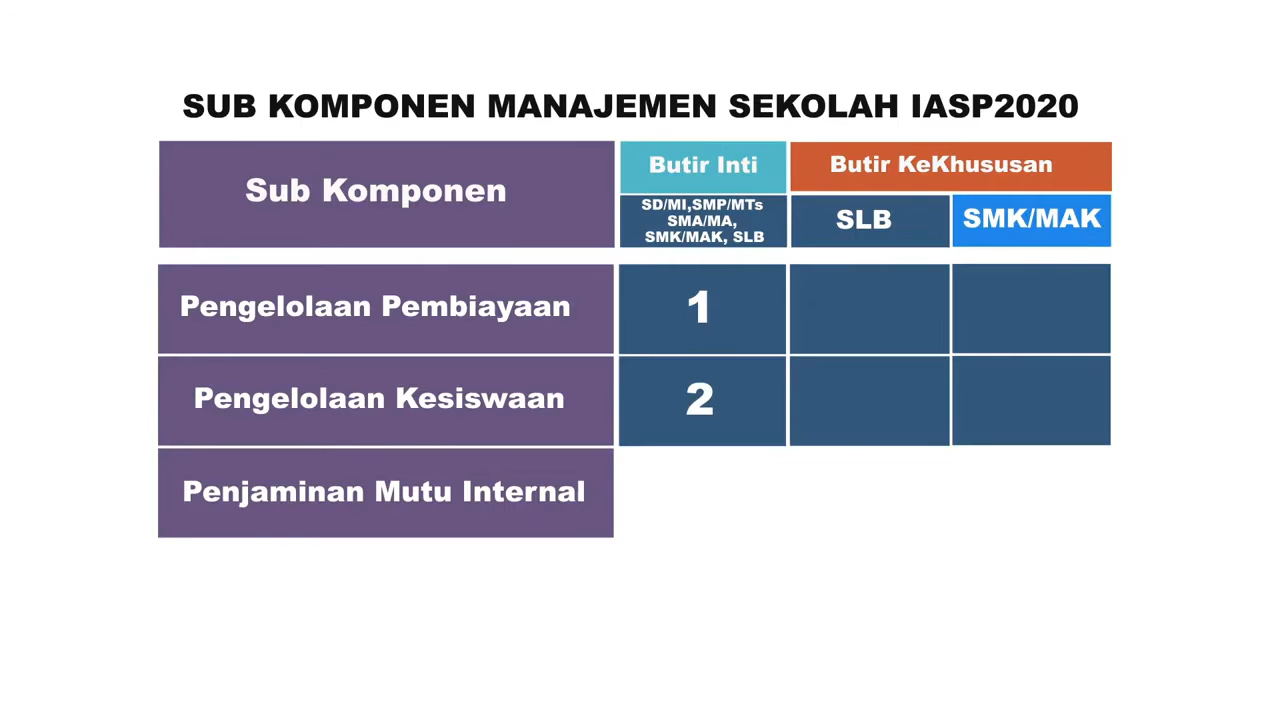 SUB KOMPONEN MANAJEMEN SEKOLAH IASP2020
Sub Komponen
Butir Inti
Butir KeKhususan
SD/MI,SMP/MTs
SMA/MA,
SMK/MAK, SLB
SLB
SMK/MAK
Pengelolaan Pembiayaan
1
Pengelolaan Kesiswaan
2
Penjaminan Mutu Internal